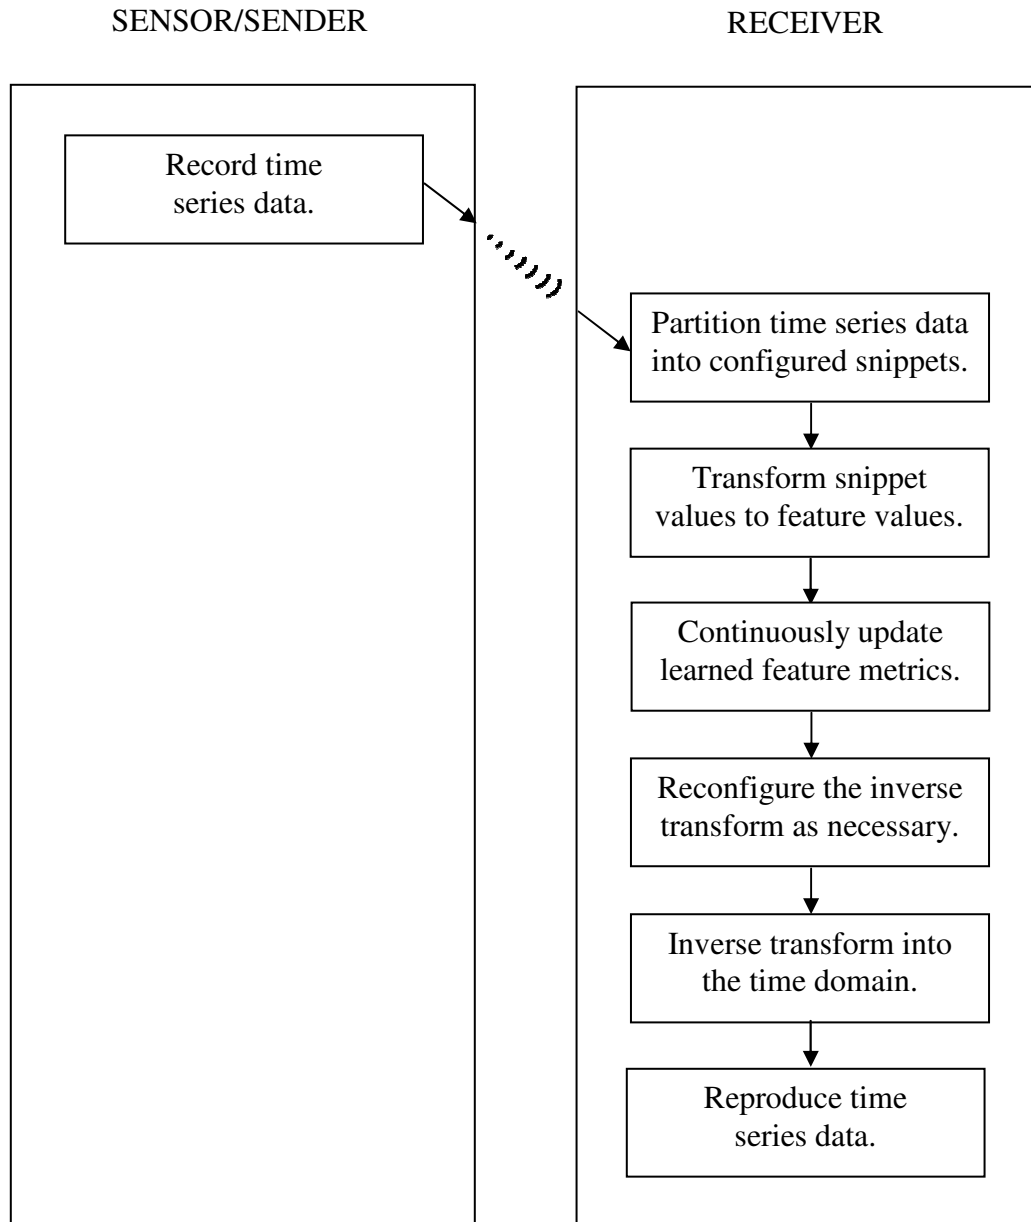 SENSOR/SENDER
RECEIVER
Record time
series data.
Partition time series data
into configured snippets.
Transform snippet
values to feature values.
Continuously update
learned feature metrics.
Reconfigure the inverse
transform as necessary.
Inverse transform into
the time domain.
Reproduce time
series data.